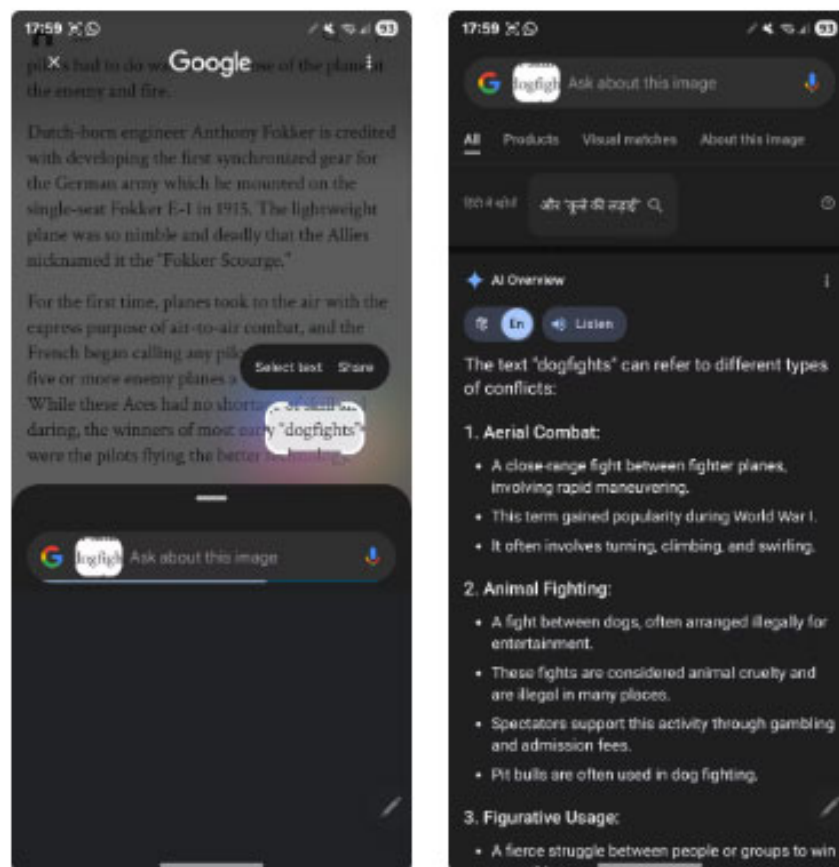 17:59
93
Google
the enemy and fire.
Dutch-born engineer Anthony Fokker is credited
with developing the first synchronized gear for
the German army which he mounted on the
single-seat Fokker E-1 in 1915. The lightweight
plane was so nimble and deadly that the Allies
nicknamed it the "Fokker Scourge."
For the first time, planes took to the air with the
express purpose of air-to-air combat, and the
French began calling any
five or more enemy planes a
Select text Share
While these Aces had no
daring, the winners of most early "dogfights"
were the pilots flying the better technology.
Ask about this image
17:59
93
Ask about this image
All Products Visual matches About this image
और
AI Overview
हि En Listen
The text "dogfights" can refer to different types
of conflicts:
1. Aerial Combat:
• A close-range fight between fighter planes,
involving rapid maneuvering.
• This term gained popularity during World War I.
• It often involves turning, climbing, and swirling.
2. Animal Fighting:
• A fight between dogs, often arranged illegally for
entertainment.
• These fights are considered animal cruelty and
are illegal in many places.
• Spectators support this activity through gambling
and admission fees.
• Pit bulls are often used in dog fighting.
3. Figurative Usage:
• A fierce struggle between people or groups to win